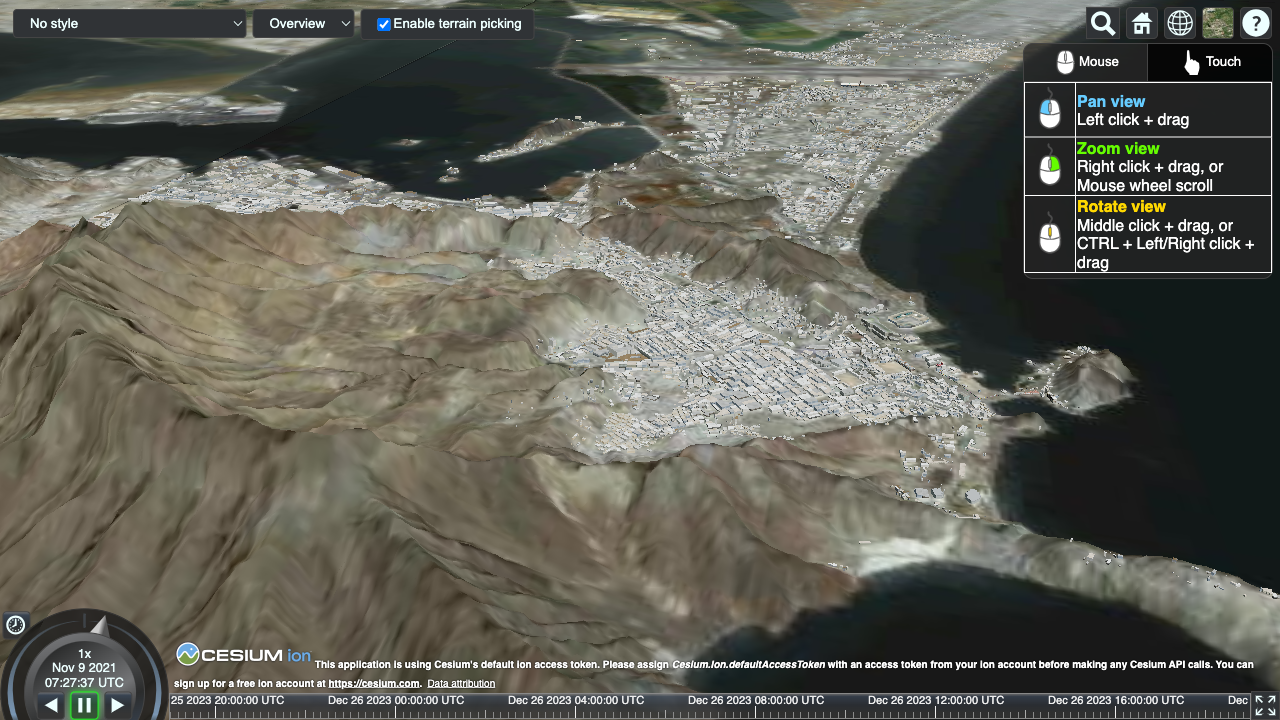 No style
Overview
Enable terrain picking
Mouse
Touch
Pan view
Left click + drag
Zoom view
Right click + drag, or
Mouse wheel scroll
Rotate view
Middle click + drag, or
CTRL + Left/Right click +
drag
1x
Nov 9 2021
07:27:37 UTC
CESIUM ion This application is using Cesium's default ion access token. Please assign Cesium.Ion.defaultAccessToken with an access token from your ion account before making any Cesium API calls. You can
sign up for a free ion account at https://cesium.com. Data attribution
25 2023 20:00:00 UTC
Dec 26 2023 00:00:00 UTC
Dec 26 2023 04:00:00 UTC
Dec 26 2023 08:00:00 UTC
Dec 26 2023 12:00:00 UTC
Dec 26 2023 16:00:00 UTC
Dec